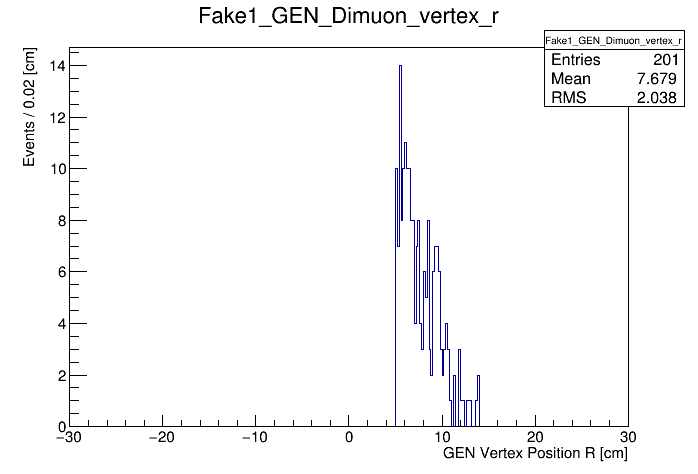 Fake1_GEN_Dimuon_vertex_r
Fake1_GEN_Dimuon_vertex_r
Entries 201
Mean 7.679
RMS 2.038
Events / 0.02 [cm]
14
12
10
8
6
4
2
0
−30 −20 −10 0 10 20 30
GEN Vertex Position R [cm]